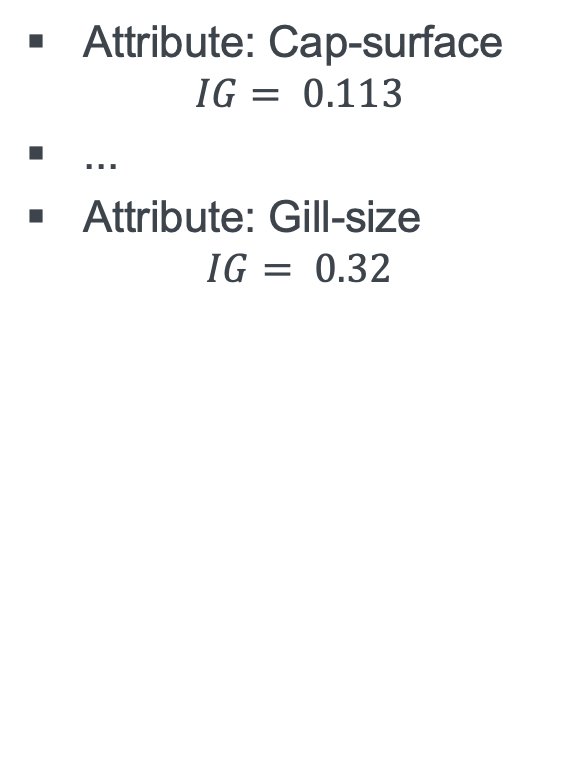 ▪ Attribute: Cap-surface
IG = 0.113
▪ ...
▪ Attribute: Gill-size
IG = 0.32